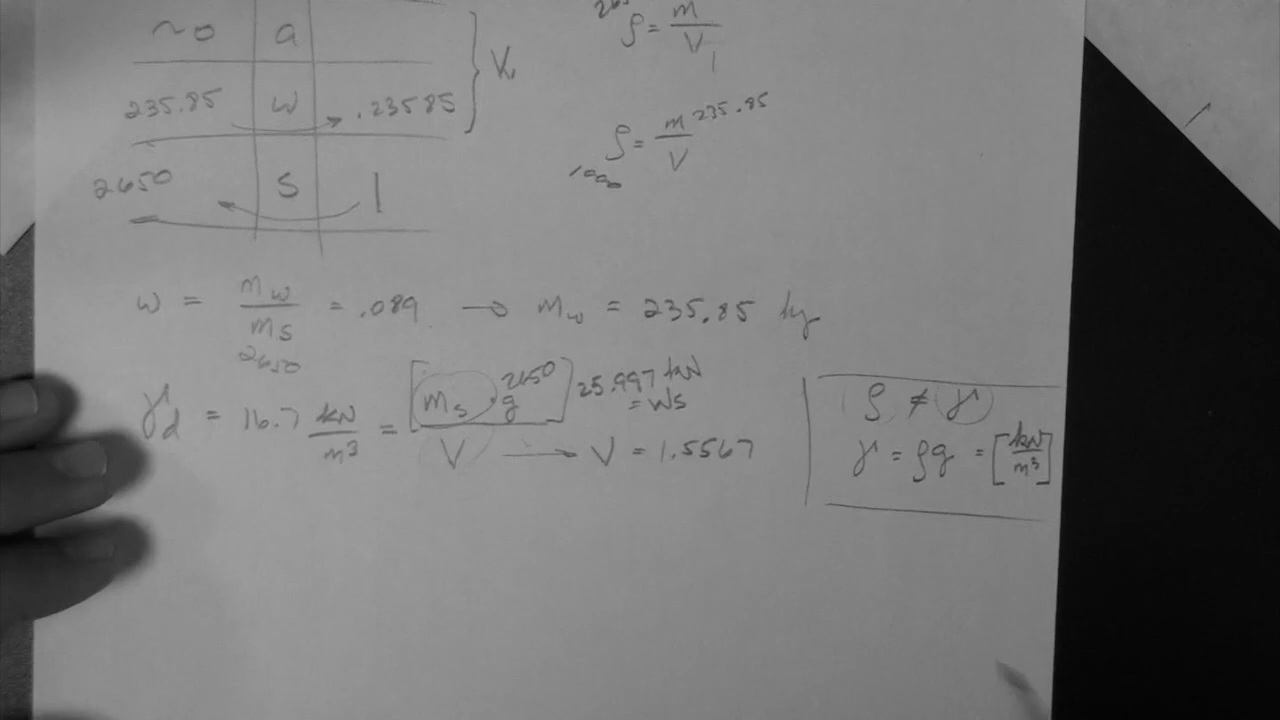 ~0 a
235.85 w .23585 } Vv
2650 s 1
ρ = m / V 1
ρ = m 235.85 / V
1000
w = mw / ms = .089 → mw = 235.85 kg
2650
γd = 16.7 kN / m³ = [ms · g 2650] / V 25.997 kN = Ws
V → V = 1.5567
ρ ≠ γ
γ = ρg = [kN / m³]